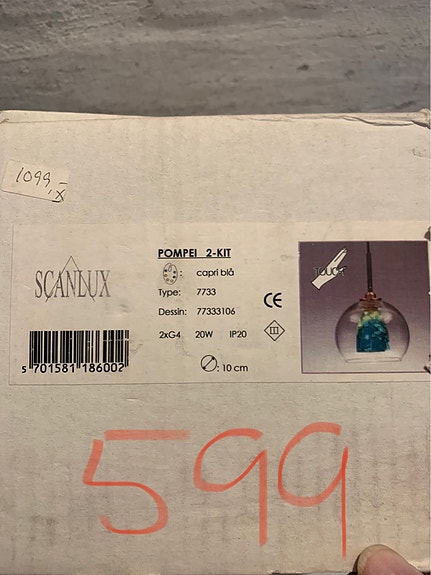 1099,-
x
SCANLUX
POMPEI 2-KIT
: capri blå
Type: 7733
Dessin: 77333106
2xG4 20W IP20
: 10 cm
CE
III
TOUCH
5 701581 186002
599